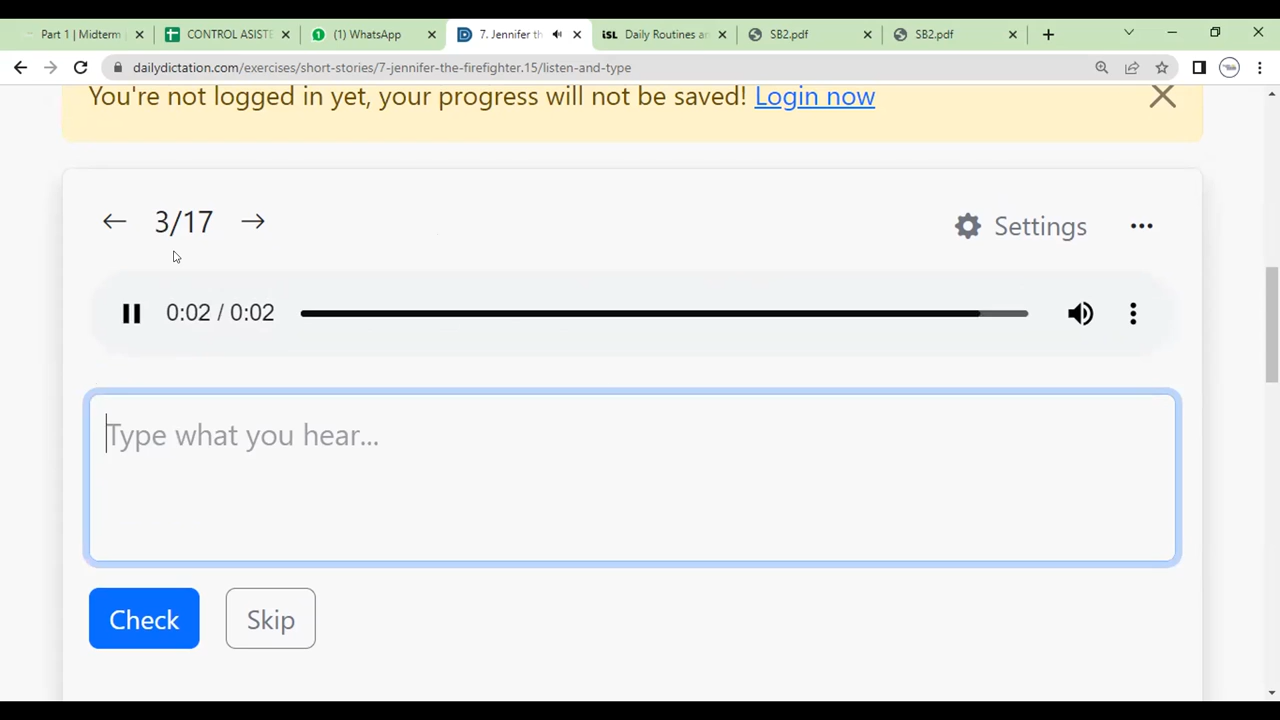 Part 1 | Midterm
CONTROL ASISTE
(1) WhatsApp
7. Jennifer th
iSL Daily Routines an
SB2.pdf
SB2.pdf
dailydictation.com/exercises/short-stories/7-jennifer-the-firefighter.15/listen-and-type
You're not logged in yet, your progress will not be saved! Login now
3/17
Settings
0:02 / 0:02
Type what you hear...
Check
Skip